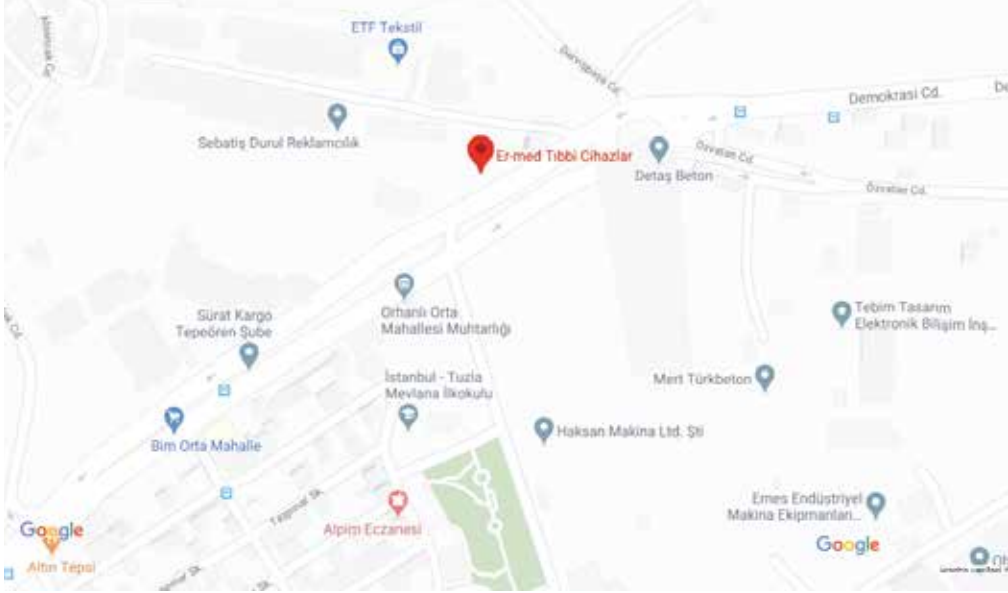 ETF Tekstil
Dervişpaşa Cd.
Demokrasi Cd.
Sebatiş Durul Reklamcılık
Er-med Tıbbi Cihazlar
Detaş Beton
Özvatan Cd.
Özvatan Cd.
Orhanlı Orta
Mahallesi Muhtarlığı
Sürat Kargo
Tepeören Şube
Tebim Tasarım
Elektronik Bilişim İnş...
İstanbul - Tuzla
Mevlana İlkokulu
Mert Türkbeton
Bim Orta Mahalle
Haksan Makina Ltd. Şti
Alpim Eczanesi
Emes Endüstriyel
Makina Ekipmanları...
Google
Google
Altın Tepsi